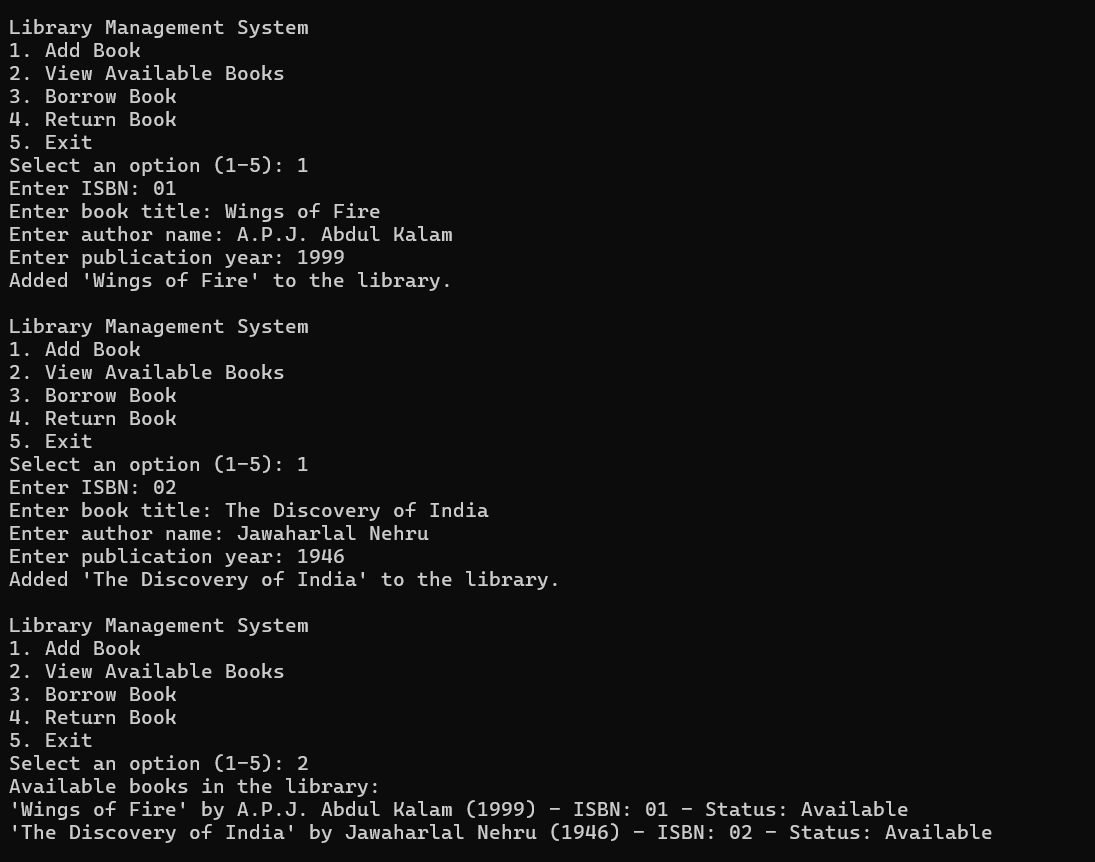 Library Management System
1. Add Book
2. View Available Books
3. Borrow Book
4. Return Book
5. Exit
Select an option (1-5): 1
Enter ISBN: 01
Enter book title: Wings of Fire
Enter author name: A.P.J. Abdul Kalam
Enter publication year: 1999
Added 'Wings of Fire' to the library.
Library Management System
1. Add Book
2. View Available Books
3. Borrow Book
4. Return Book
5. Exit
Select an option (1-5): 1
Enter ISBN: 02
Enter book title: The Discovery of India
Enter author name: Jawaharlal Nehru
Enter publication year: 1946
Added 'The Discovery of India' to the library.
Library Management System
1. Add Book
2. View Available Books
3. Borrow Book
4. Return Book
5. Exit
Select an option (1-5): 2
Available books in the library:
'Wings of Fire' by A.P.J. Abdul Kalam (1999) - ISBN: 01 - Status: Available
'The Discovery of India' by Jawaharlal Nehru (1946) - ISBN: 02 - Status: Available